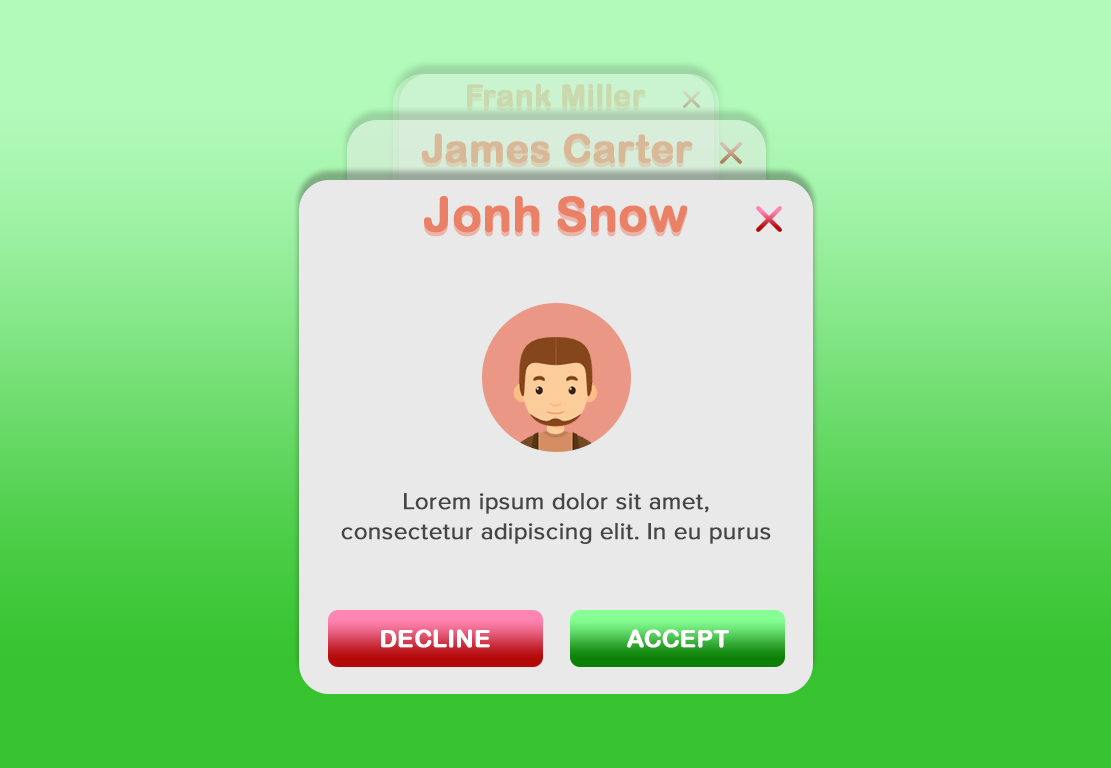 Frank Miller
James Carter
Jonh Snow
Lorem ipsum dolor sit amet,
consectetur adipiscing elit. In eu purus
DECLINE
ACCEPT